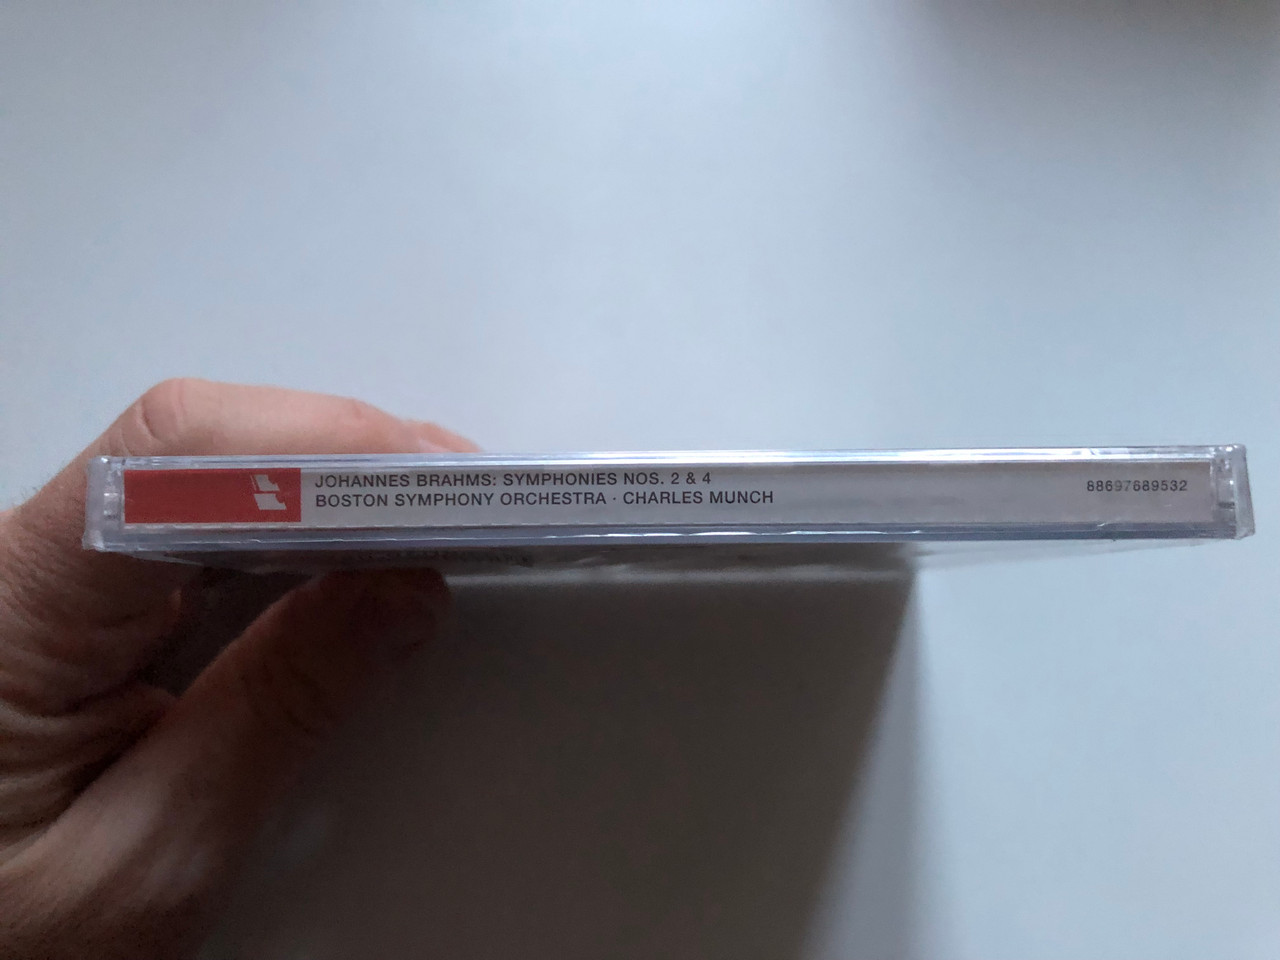 JOHANNES BRAHMS: SYMPHONIES NOS. 2 & 4
BOSTON SYMPHONY ORCHESTRA · CHARLES MUNCH
88697689532